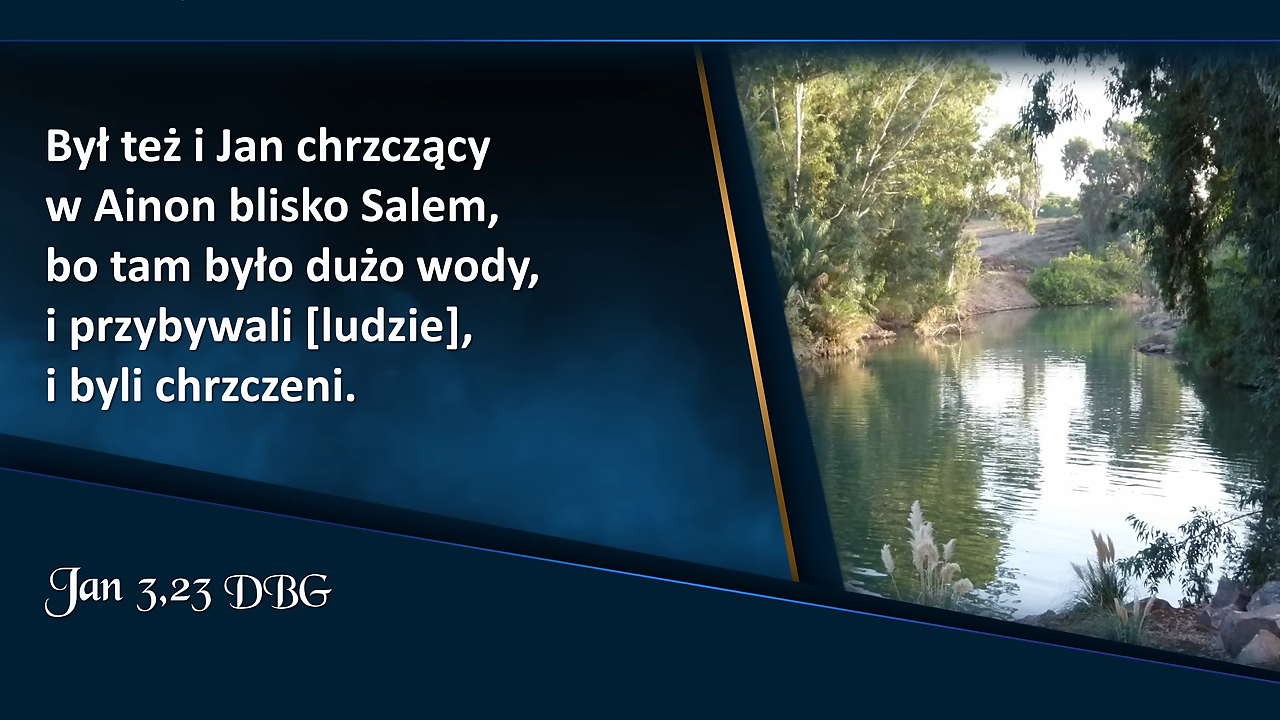 Był też i Jan chrzczący
w Ainon blisko Salem,
bo tam było dużo wody,
i przybywali [ludzie],
i byli chrzczeni.
Jan 3,23 DBG